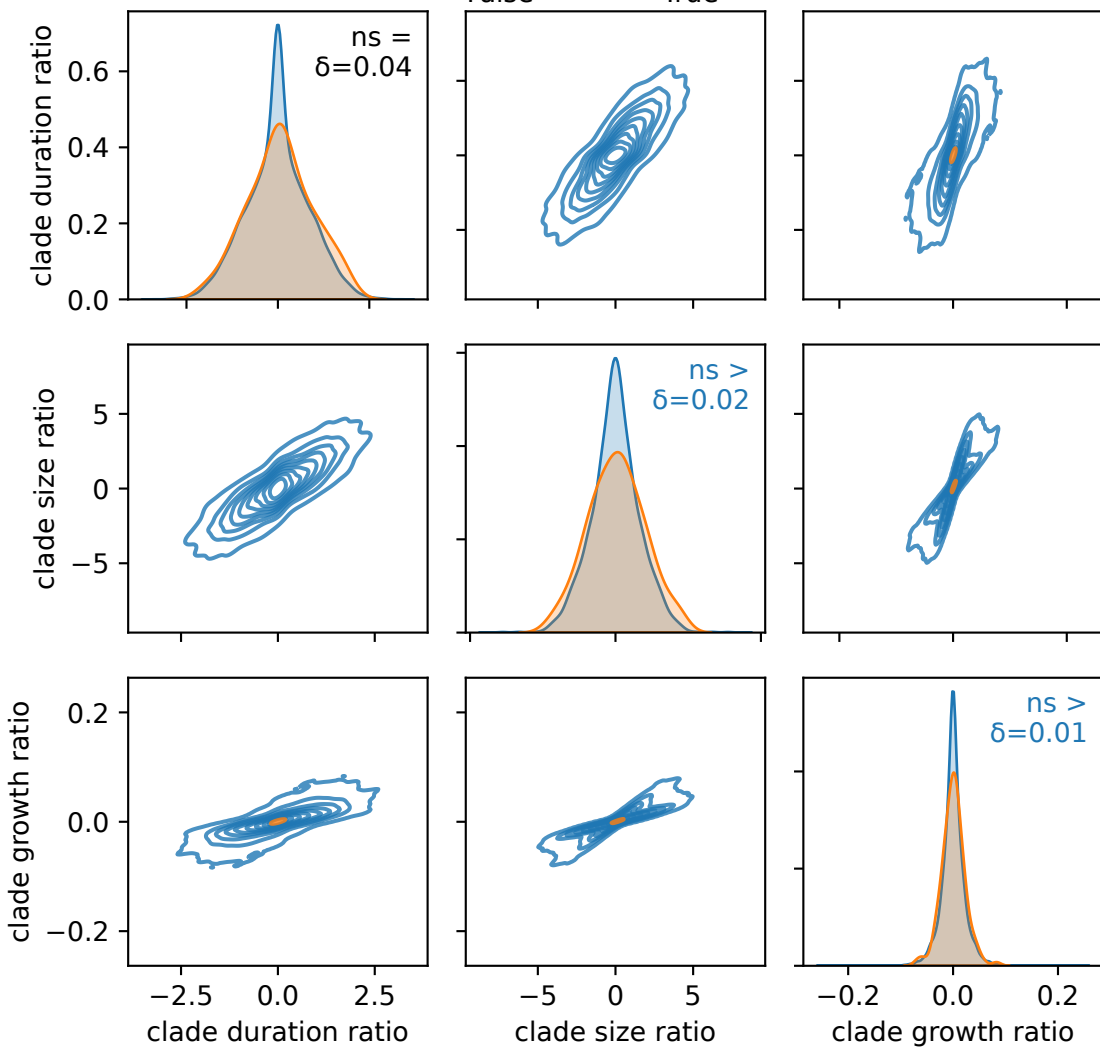 clade duration ratio
0.6
0.4
0.2
0.0
ns =
δ=0.04
clade size ratio
5
0
−5
ns >
δ=0.02
clade growth ratio
0.2
0.0
−0.2
ns >
δ=0.01
−2.5 0.0 2.5
clade duration ratio
−5 0 5
clade size ratio
−0.2 0.0 0.2
clade growth ratio